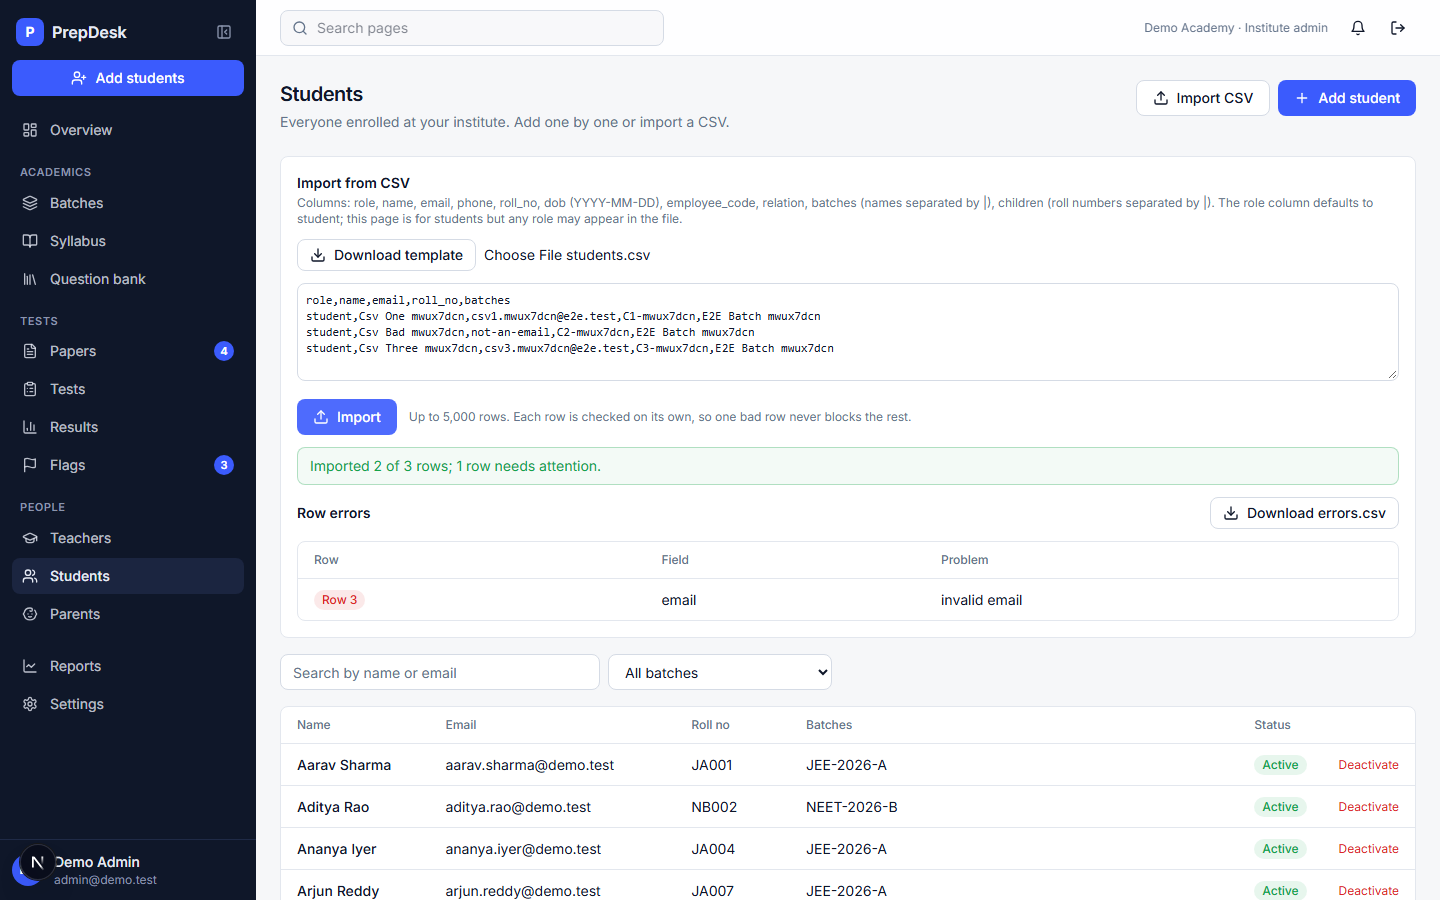 P PrepDesk
Add students
Overview
ACADEMICS
Batches
Syllabus
Question bank
TESTS
Papers 4
Tests
Results
Flags 3
PEOPLE
Teachers
Students
Parents
Reports
Settings
N Demo Admin
admin@demo.test
Search pages
Demo Academy · Institute admin
Students
Everyone enrolled at your institute. Add one by one or import a CSV.
Import CSV
Add student
Import from CSV
Columns: role, name, email, phone, roll_no, dob (YYYY-MM-DD), employee_code, relation, batches (names separated by |), children (roll numbers separated by |). The role column defaults to
student; this page is for students but any role may appear in the file.
Download template
Choose File students.csv
role,name,email,roll_no,batches
student,Csv One mwux7dcn,csv1.mwux7dcn@e2e.test,C1-mwux7dcn,E2E Batch mwux7dcn
student,Csv Bad mwux7dcn,not-an-email,C2-mwux7dcn,E2E Batch mwux7dcn
student,Csv Three mwux7dcn,csv3.mwux7dcn@e2e.test,C3-mwux7dcn,E2E Batch mwux7dcn
Import
Up to 5,000 rows. Each row is checked on its own, so one bad row never blocks the rest.
Imported 2 of 3 rows; 1 row needs attention.
Row errors
Download errors.csv
Row Field Problem
Row 3 email invalid email
Search by name or email
All batches
Name Email Roll no Batches Status
Aarav Sharma aarav.sharma@demo.test JA001 JEE-2026-A Active Deactivate
Aditya Rao aditya.rao@demo.test NB002 NEET-2026-B Active Deactivate
Ananya Iyer ananya.iyer@demo.test JA004 JEE-2026-A Active Deactivate
Arjun Reddy arjun.reddy@demo.test JA007 JEE-2026-A Active Deactivate